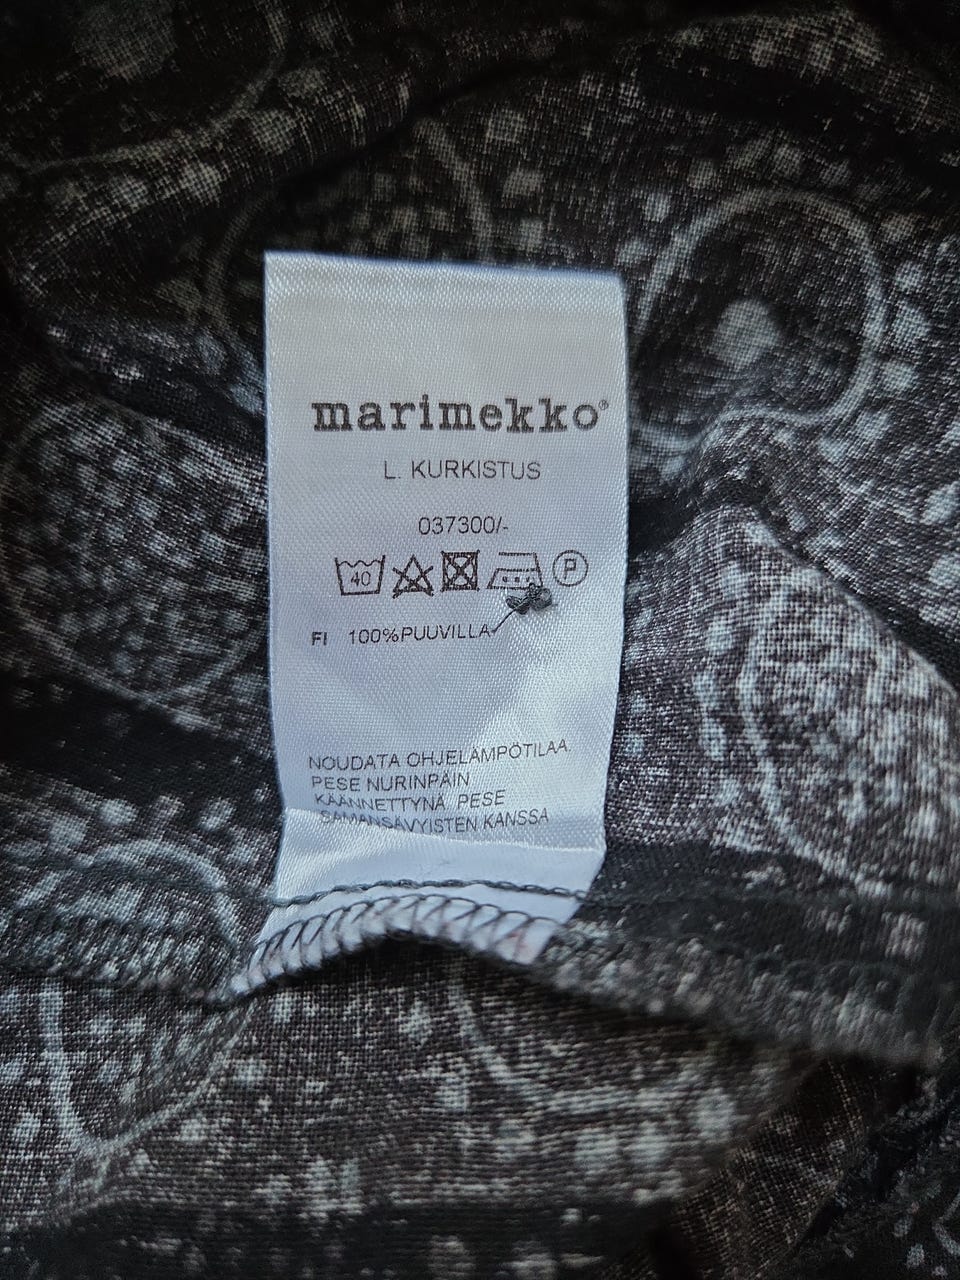 marimekko®
L. KURKISTUS
037300/-
40 P
FI 100%PUUVILLA
NOUDATA OHJELÄMPÖTILAA.
PESE NURINPÄIN
KÄÄNNETTYNÄ. PESE
SAMANSÄVYISTEN KANSSA